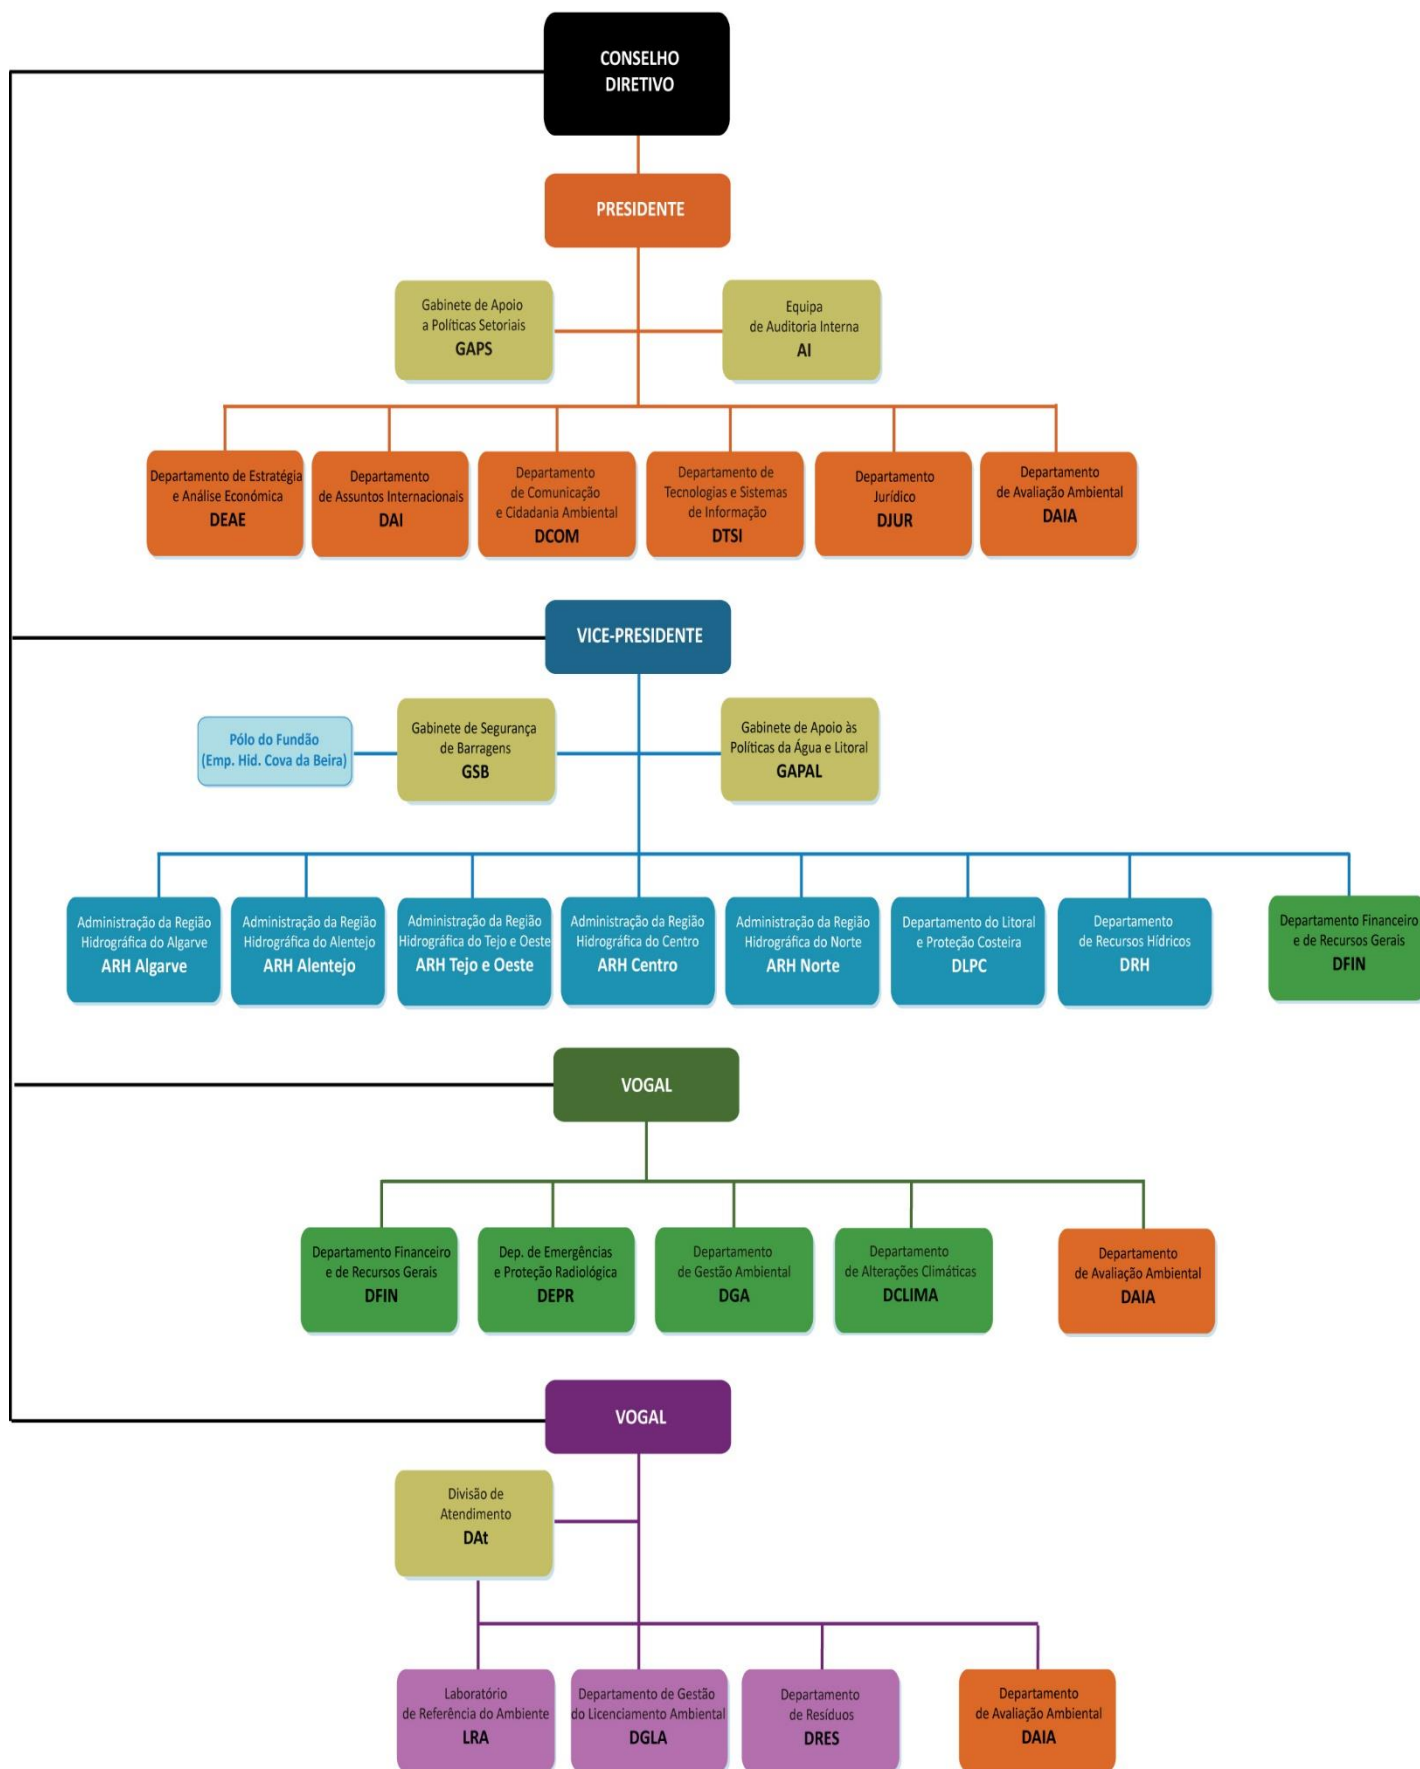 CONSELHO
DIRETIVO
PRESIDENTE
Gabinete de Apoio
a Políticas Setoriais
GAPS
Equipa
de Auditoria Interna
AI
Departamento de Estratégia
e Análise Económica
DEAE
Departamento
de Assuntos Internacionais
DAI
Departamento
de Comunicação
e Cidadania Ambiental
DCOM
Departamento de
Tecnologias e Sistemas
de Informação
DTSI
Departamento
Jurídico
DJUR
Departamento
de Avaliação Ambiental
DAIA
VICE-PRESIDENTE
Pólo do Fundão
(Emp. Hid. Cova da Beira)
Gabinete de Segurança
de Barragens
GSB
Gabinete de Apoio às
Políticas da Água e Litoral
GAPAL
Administração da Região
Hidrográfica do Algarve
ARH Algarve
Administração da Região
Hidrográfica do Alentejo
ARH Alentejo
Administração da Região
Hidrográfica do Tejo e Oeste
ARH Tejo e Oeste
Administração da Região
Hidrográfica do Centro
ARH Centro
Administração da Região
Hidrográfica do Norte
ARH Norte
Departamento do Litoral
e Proteção Costeira
DLPC
Departamento
de Recursos Hídricos
DRH
Departamento Financeiro
e de Recursos Gerais
DFIN
VOGAL
Departamento Financeiro
e de Recursos Gerais
DFIN
Dep. de Emergências
e Proteção Radiológica
DEPR
Departamento
de Gestão Ambiental
DGA
Departamento
de Alterações Climáticas
DCLIMA
Departamento
de Avaliação Ambiental
DAIA
VOGAL
Divisão de
Atendimento
DAt
Laboratório
de Referência do Ambiente
LRA
Departamento de Gestão
do Licenciamento Ambiental
DGLA
Departamento
de Resíduos
DRES
Departamento
de Avaliação Ambiental
DAIA